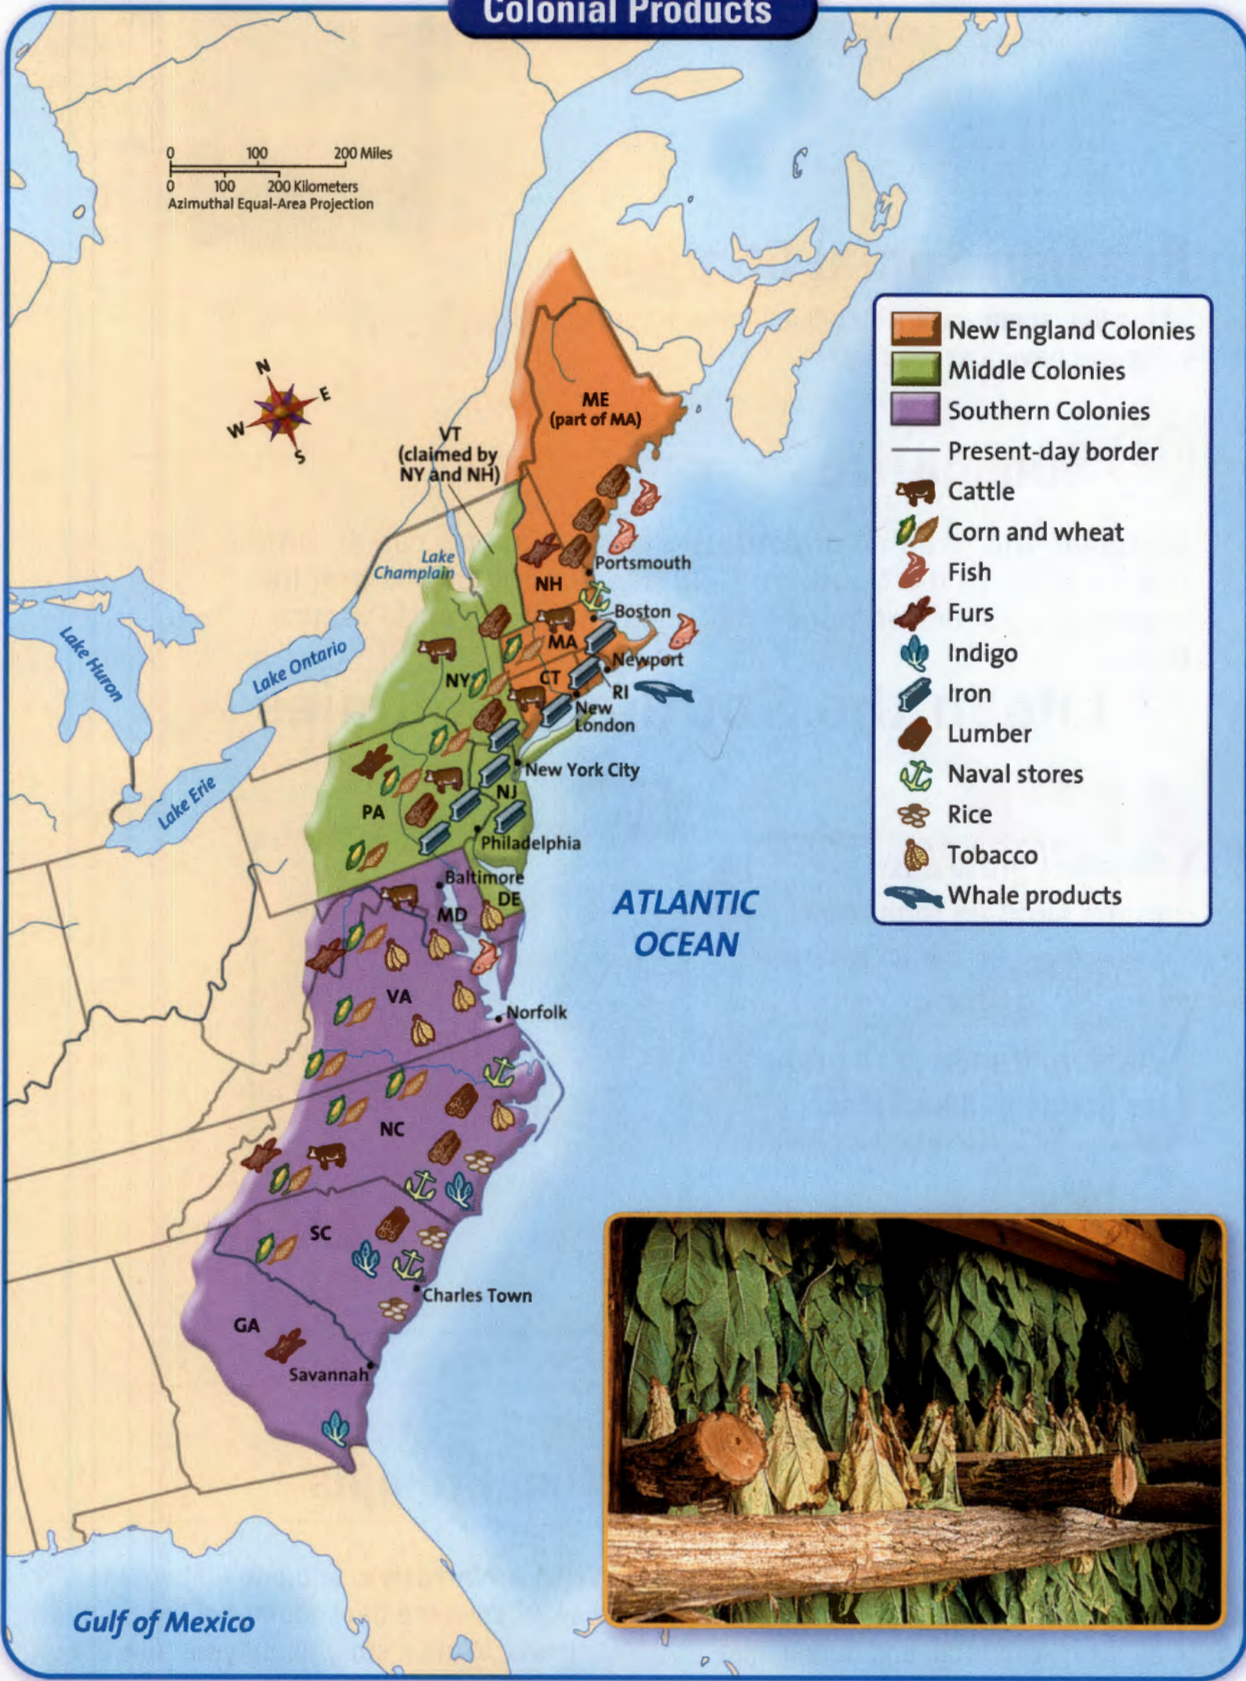 Colonial Products
0 100 200 Miles
0 100 200 Kilometers
Azimuthal Equal-Area Projection
N
E
W
S
New England Colonies
Middle Colonies
Southern Colonies
Present-day border
Cattle
Corn and wheat
Fish
Furs
Indigo
Iron
Lumber
Naval stores
Rice
Tobacco
Whale products
ME
(part of MA)
VT
(claimed by
NY and NH)
Lake
Champlain
Portsmouth
NH
Boston
MA
Lake Huron
Lake Ontario
Newport
NY
CT
RI
New
London
New York City
Lake Erie
NJ
PA
Philadelphia
Baltimore
DE
MD
ATLANTIC
OCEAN
VA
Norfolk
NC
SC
Charles Town
GA
Savannah
Gulf of Mexico